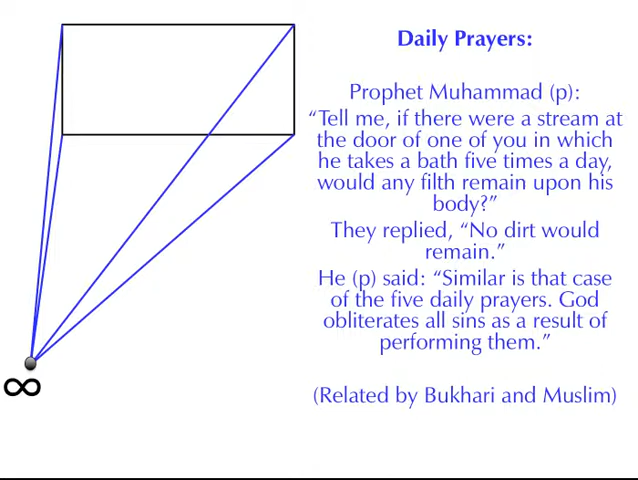 Daily Prayers:
Prophet Muhammad (p):
“Tell me, if there were a stream at
the door of one of you in which
he takes a bath five times a day,
would any filth remain upon his
body?”
They replied, “No dirt would
remain.”
He (p) said: “Similar is that case
of the five daily prayers. God
obliterates all sins as a result of
performing them.”
(Related by Bukhari and Muslim)
∞